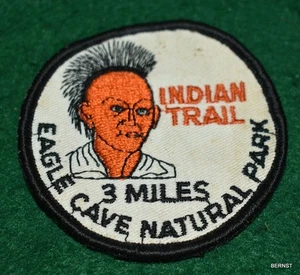 INDIAN
TRAIL
3 MILES
EAGLE CAVE NATURAL PARK
BERNST